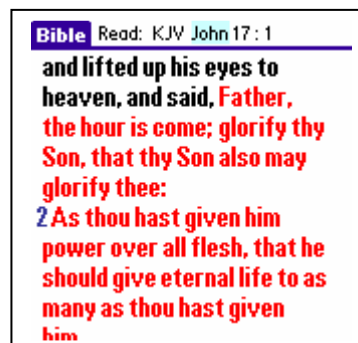 Bible Read: KJV John 17 : 1
and lifted up his eyes to
heaven, and said, Father,
the hour is come; glorify thy
Son, that thy Son also may
glorify thee:
2 As thou hast given him
power over all flesh, that he
should give eternal life to as
many as thou hast given
him